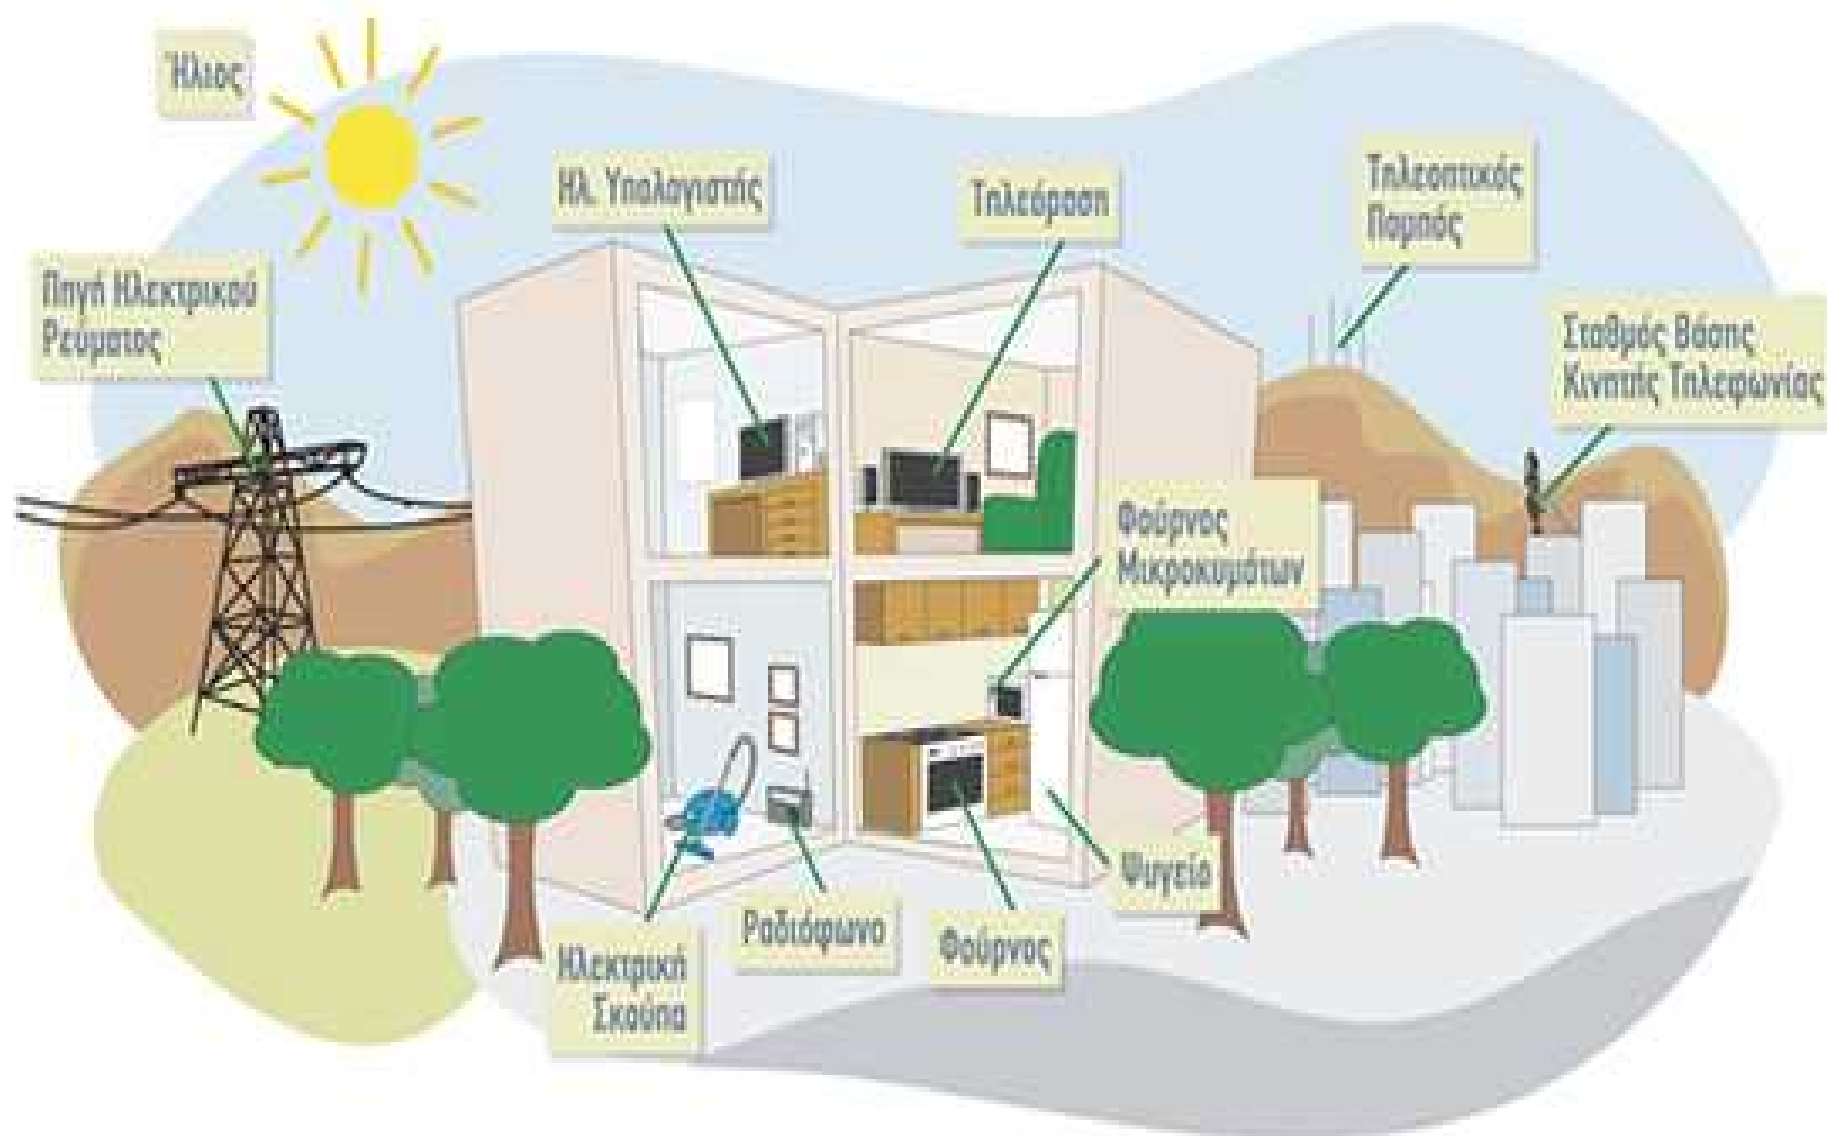 Ήλιος
Ηλ. Υπολογιστής
Τηλεόραση
Τηλεοπτικός
Πομπός
Πηγή Ηλεκτρικού
Ρεύματος
Σταθμός Βάσης
Κινητής Τηλεφωνίας
Φούρνος
Μικροκυμάτων
Ψυγείο
Ραδιόφωνο
Φούρνος
Ηλεκτρική
Σκούπα